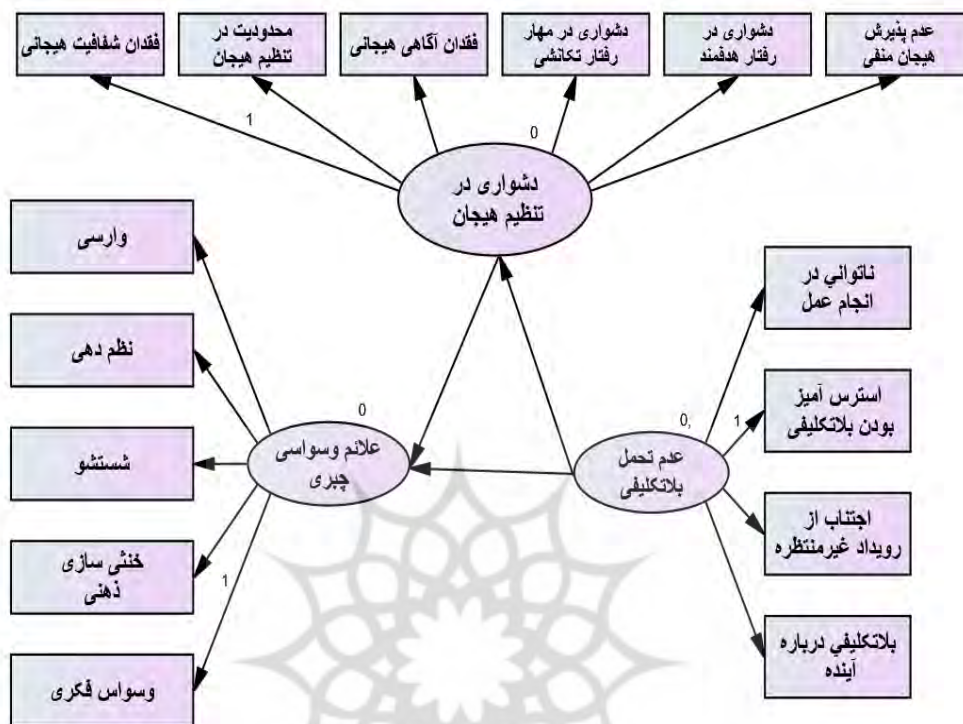 عدم پذیرش
هیجان منفی
دشواری در
رفتار هدفمند
دشواری در مهار
رفتار تکانشی
فقدان آگاهی هیجانی
محدودیت در
تنظیم هیجان
فقدان شفافیت هیجانی
1
0
دشواری در
تنظیم هیجان
وارسی
نظم دهی
شستشو
خنثی سازی
ذهنی
وسواس فکری
0
علائم وسواسی
جبری
1
0,
1
عدم تحمل
بلاتکلیفی
ناتواني در
انجام عمل
استرس آمیز
بودن بلاتکلیفی
اجتناب از
رویداد غیرمنتظره
بلاتکلیفي درباره
آینده